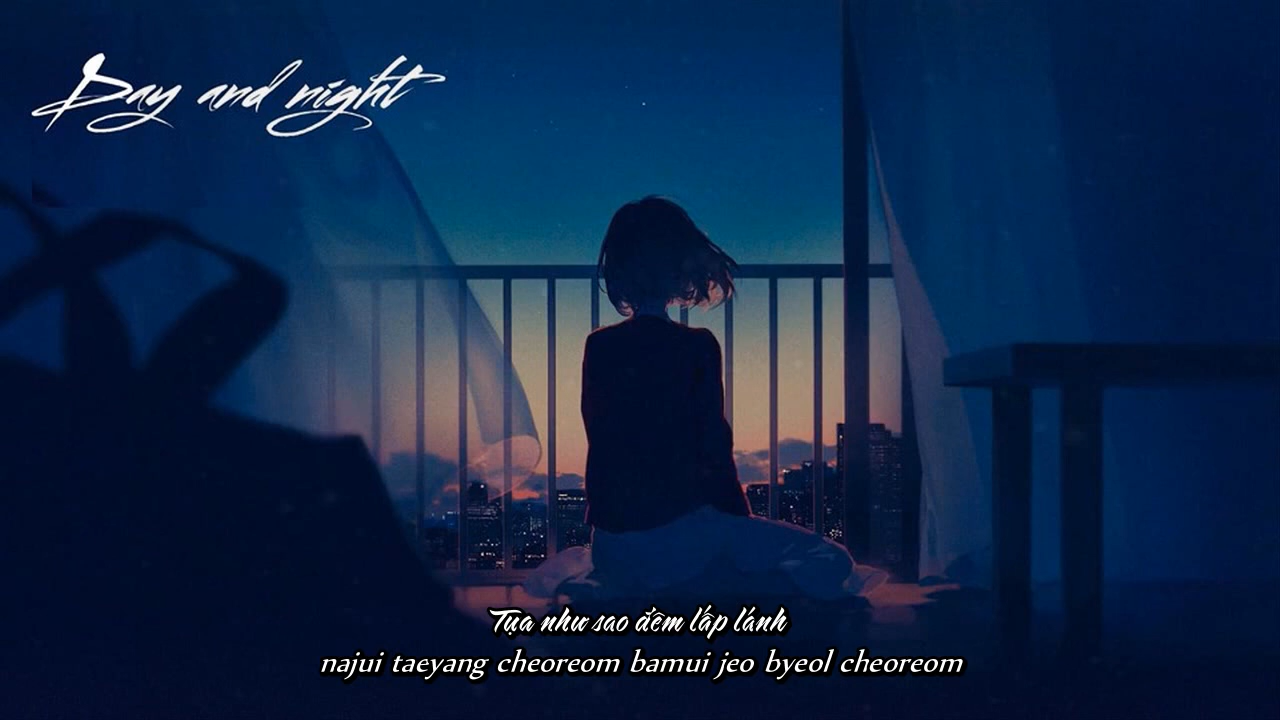 Day and night
Tựa như sao đêm lấp lánh
najui taeyang cheoreom bamui jeo byeol cheoreom